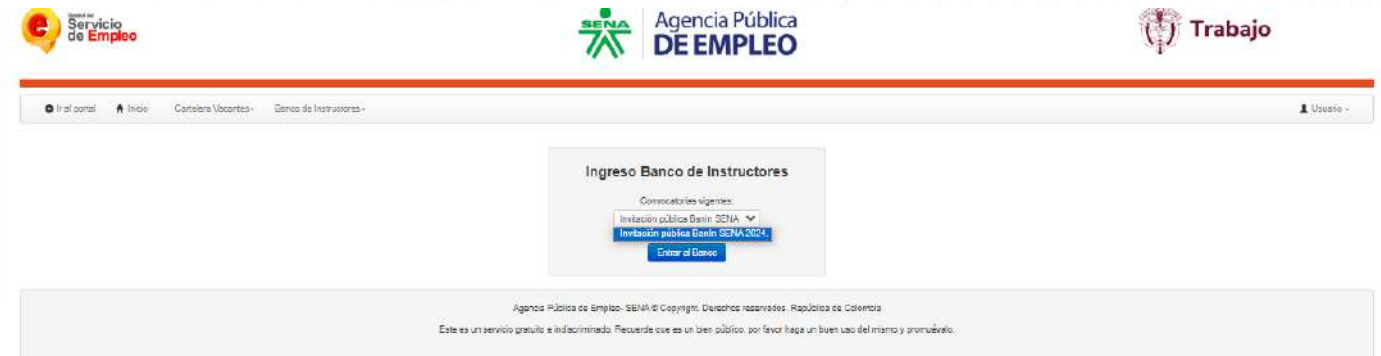 Servicio
de Empleo
SENA
Agencia Pública
DE EMPLEO
Trabajo
Ir al portal Inicio Cartelera Vacantes Banco de Instructores Usuario
Ingreso Banco de Instructores
Convocatorias vigentes:
Invitación pública Banin SENA
Invitación pública Banin SENA 2024.
Entrar al Banco
Agencia Pública de Empleo- SENA © Copyright. Derechos reservados. República de Colombia
Este es un servicio gratuito e indiscriminado. Recuerde que es un bien público, por favor haga un buen uso del mismo y promuévalo.